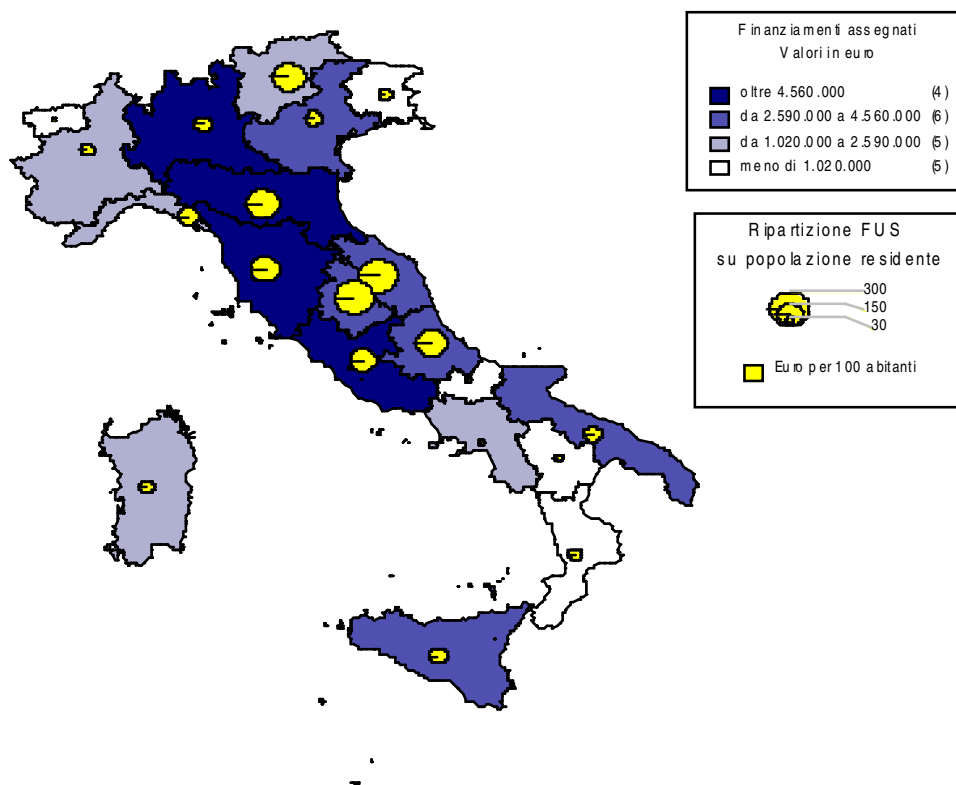 Finanziamenti assegnati
Valori in euro
oltre 4.560.000 (4)
da 2.590.000 a 4.560.000 (6)
da 1.020.000 a 2.590.000 (5)
meno di 1.020.000 (5)
Ripartizione FUS
su popolazione residente
300
150
30
Euro per 100 abitanti